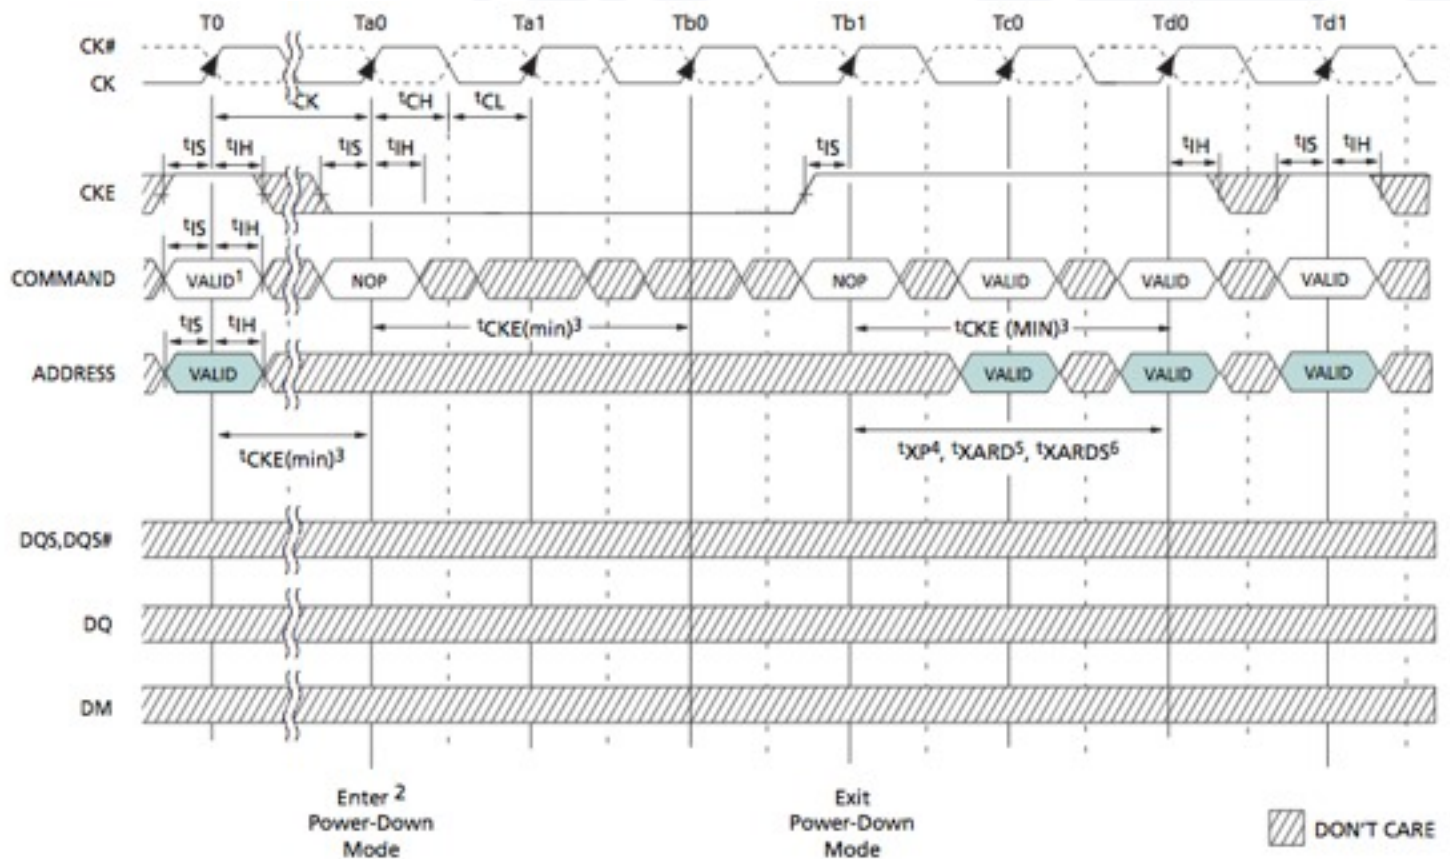 T0 Ta0 Ta1 Tb0 Tb1 Tc0 Td0 Td1
CK#
CK
tCK tCH tCL
tIS tIH tIS tIH tIS tIH tIS tIH
CKE
tIS tIH
COMMAND VALID1 NOP NOP VALID VALID VALID
tIS tIH tCKE(min)3 tCKE (MIN)3
ADDRESS VALID VALID VALID VALID
tCKE(min)3 tXP4, tXARD5, tXARDS6
DQS,DQS#
DQ
DM
Enter 2
Power-Down
Mode
Exit
Power-Down
Mode
DON'T CARE